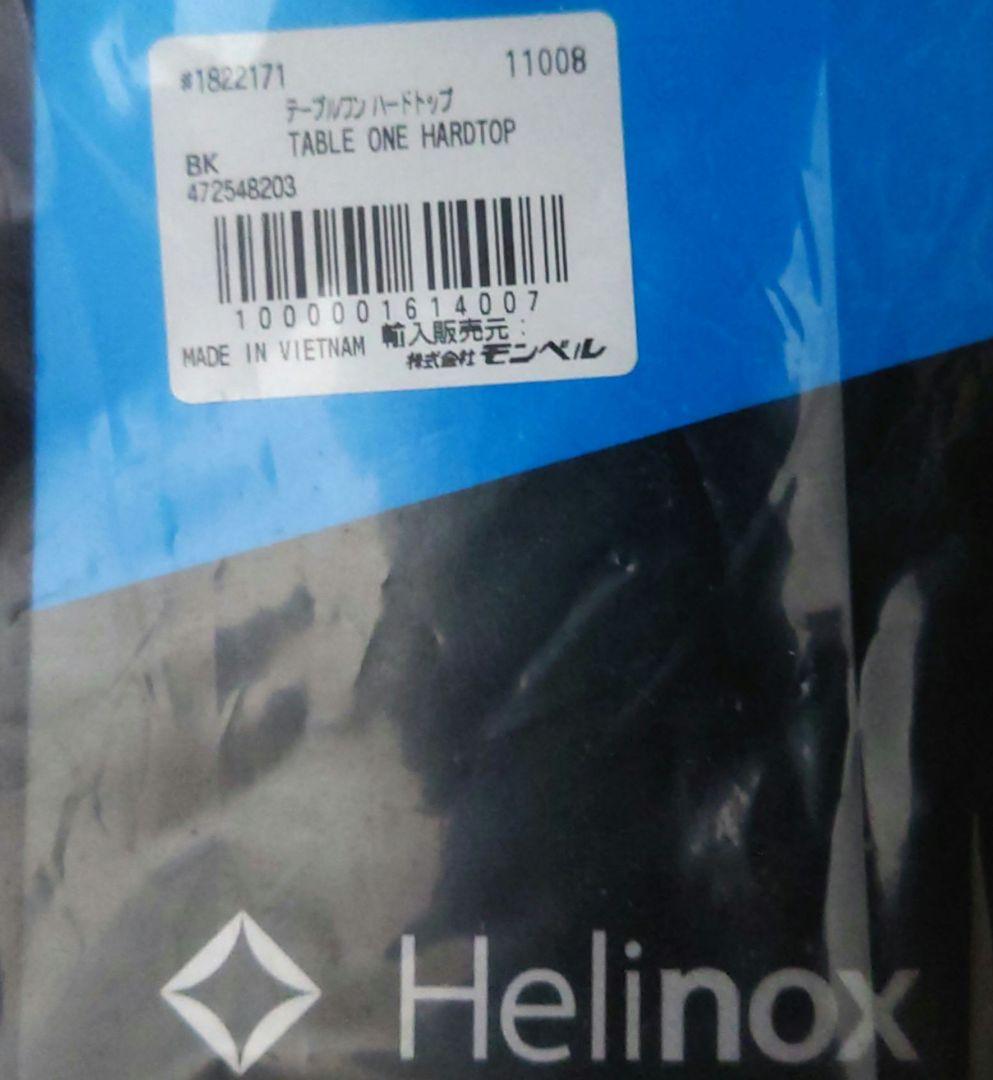 #1822171 11008
テーブルワン ハードトップ
TABLE ONE HARDTOP
BK
472548203
1000001614007
輸入販売元:
MADE IN VIETNAM 株式会社 モンベル
Helinox